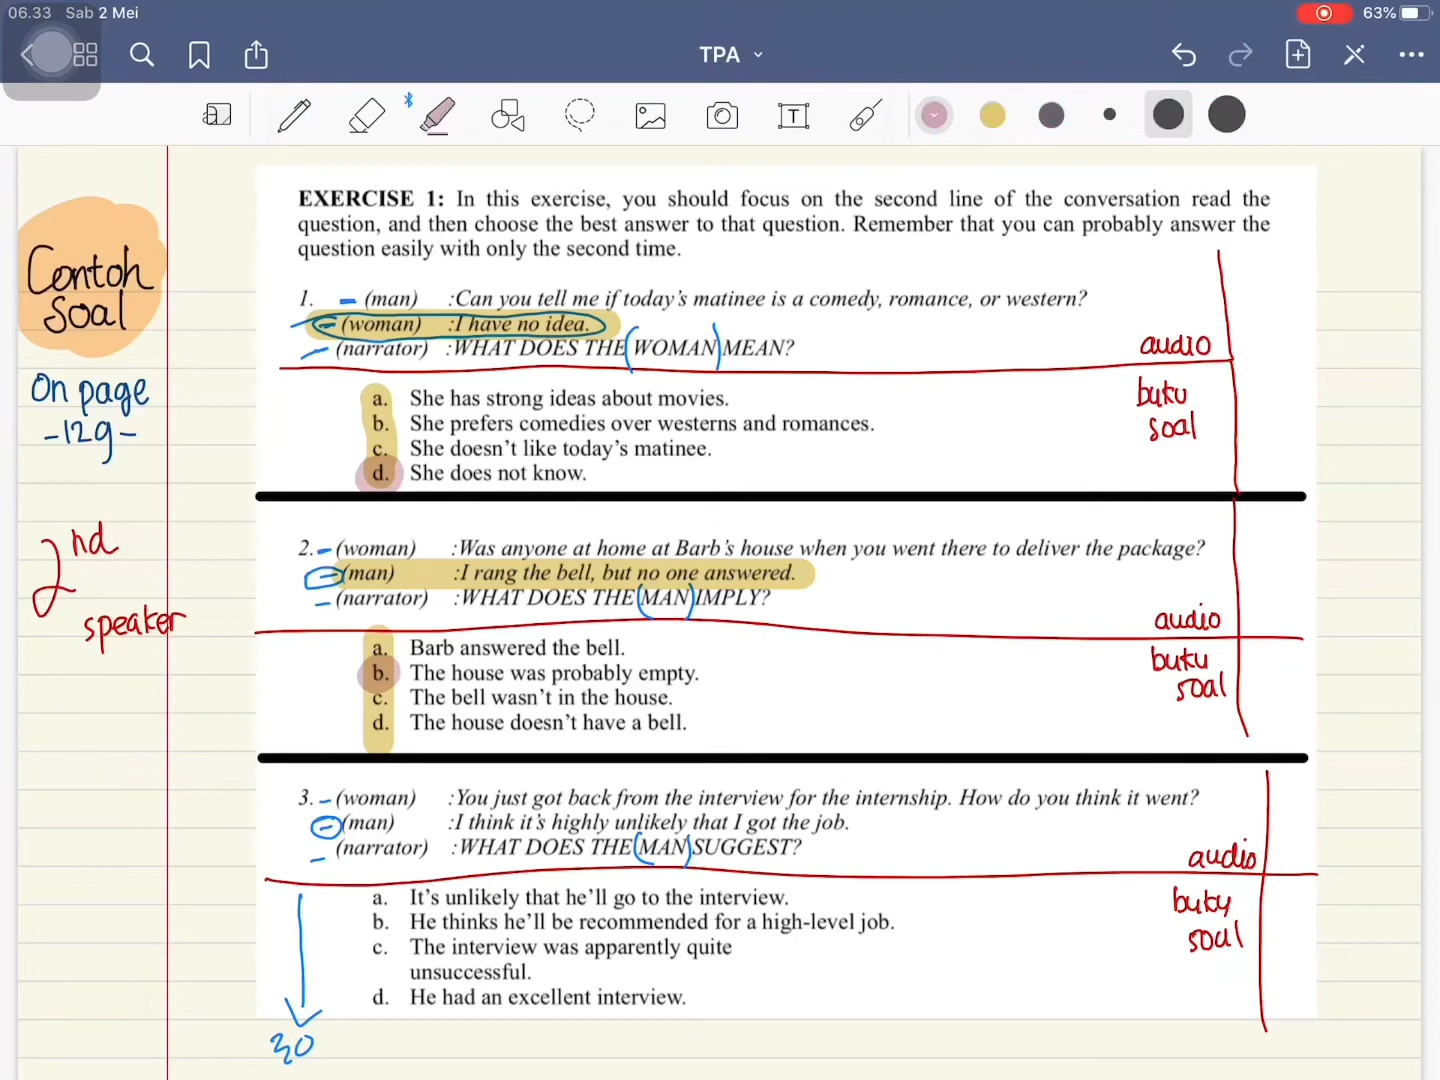 06.33 Sab 2 Mei
63%
TPA
T
Contoh
soal
On page
-129-
2nd
speaker
EXERCISE 1: In this exercise, you should focus on the second line of the conversation read the
question, and then choose the best answer to that question. Remember that you can probably answer the
question easily with only the second time.
1. (man) :Can you tell me if today's matinee is a comedy, romance, or western?
(woman) :I have no idea.
(narrator) :WHAT DOES THE WOMAN MEAN?
audio
buku
soal
a. She has strong ideas about movies.
b. She prefers comedies over westerns and romances.
c. She doesn't like today's matinee.
d. She does not know.
2. (woman) :Was anyone at home at Barb's house when you went there to deliver the package?
(man) :I rang the bell, but no one answered.
(narrator) :WHAT DOES THE MAN IMPLY?
audio
buku
soal
a. Barb answered the bell.
b. The house was probably empty.
c. The bell wasn't in the house.
d. The house doesn't have a bell.
3. (woman) :You just got back from the interview for the internship. How do you think it went?
(man) :I think it's highly unlikely that I got the job.
(narrator) :WHAT DOES THE MAN SUGGEST?
audio
buku
soal
a. It's unlikely that he'll go to the interview.
b. He thinks he'll be recommended for a high-level job.
c. The interview was apparently quite
unsuccessful.
d. He had an excellent interview.
30